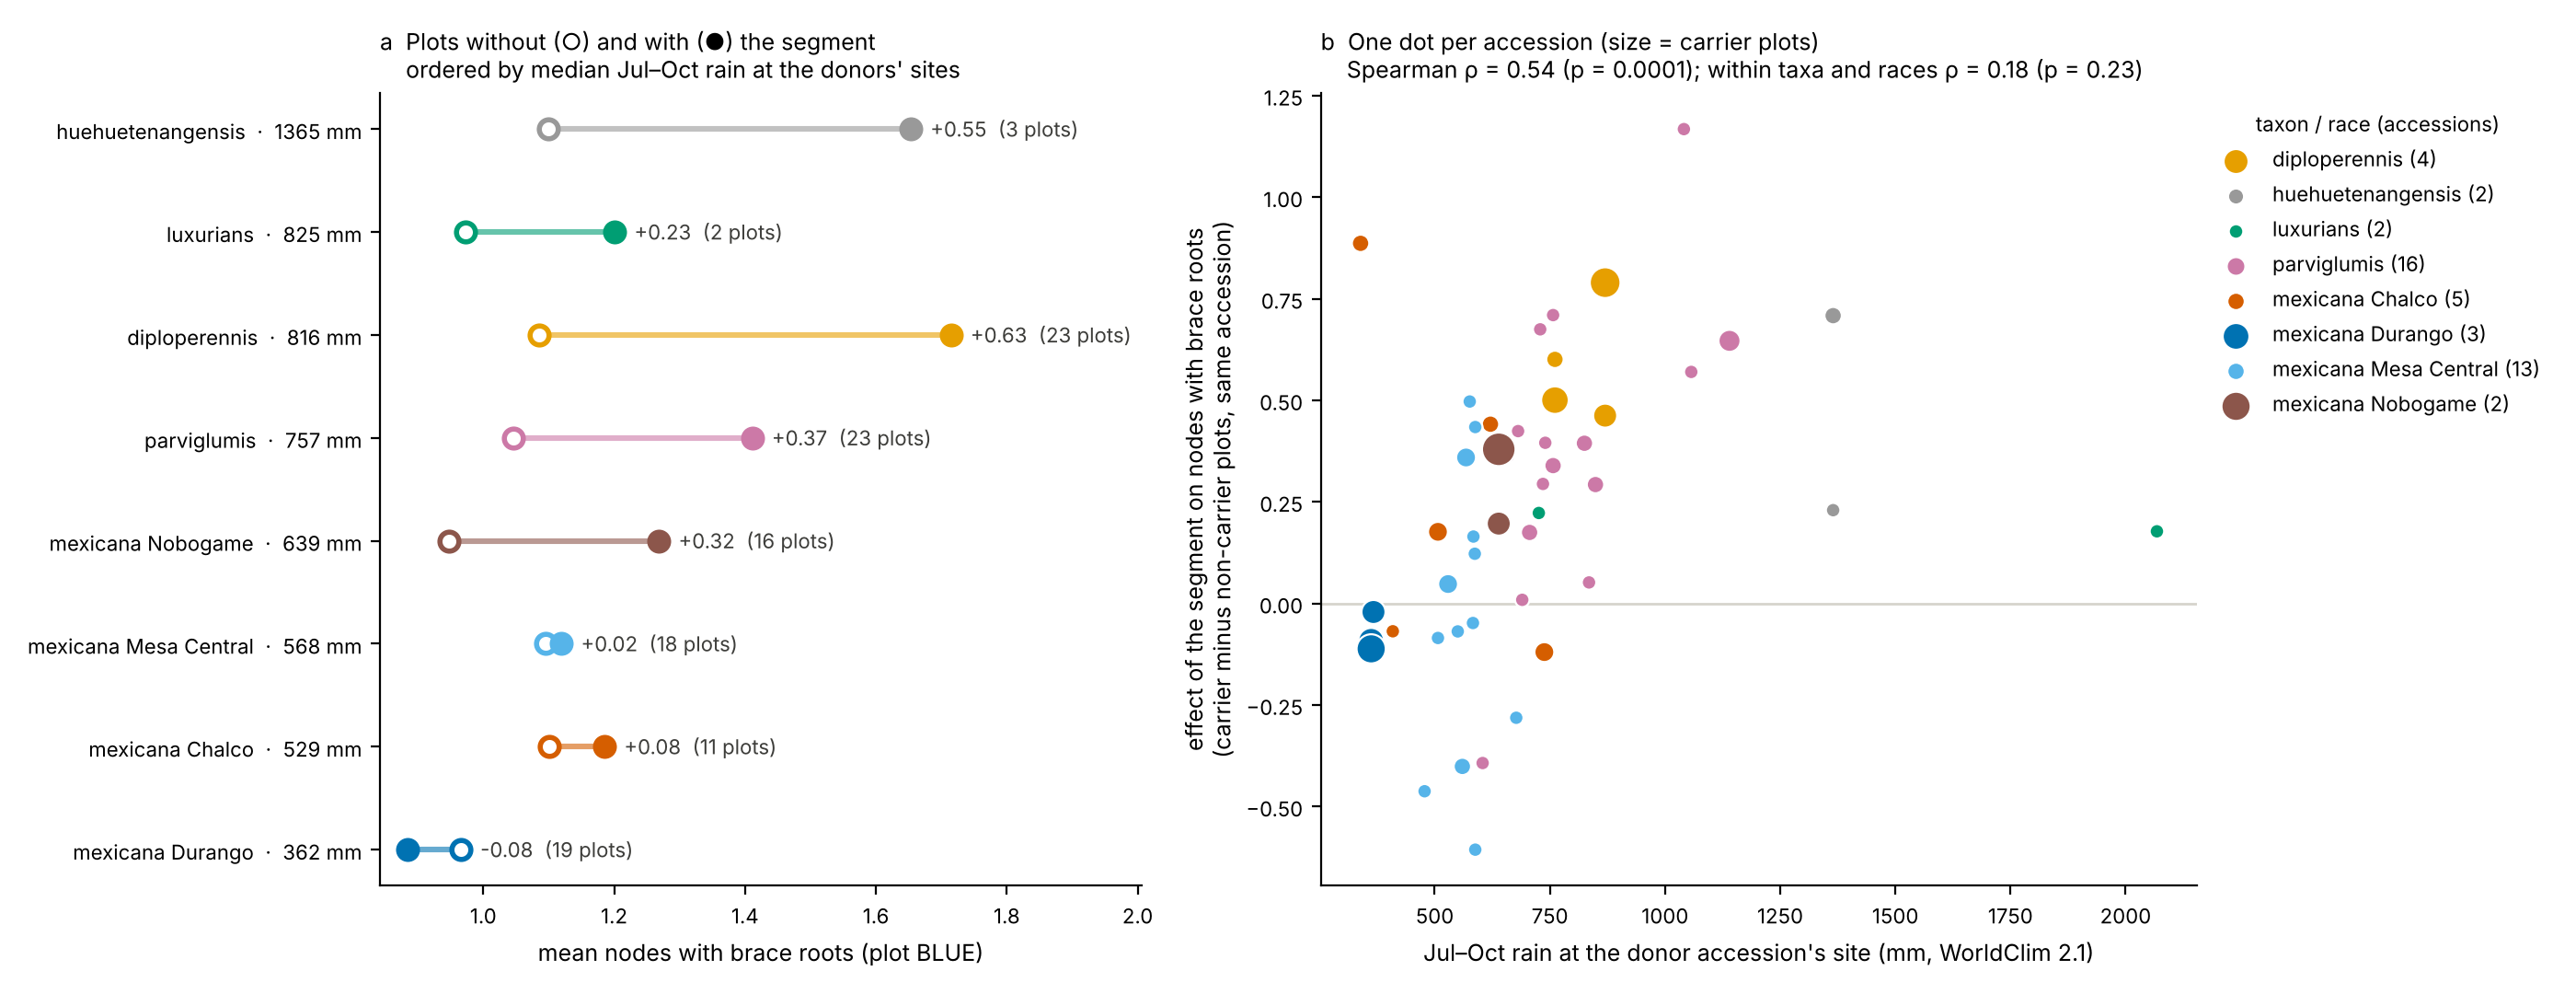 a Plots without (○) and with (●) the segment
ordered by median Jul–Oct rain at the donors' sites
huehuetenangensis · 1365 mm
+0.55 (3 plots)
luxurians · 825 mm
+0.23 (2 plots)
diploperennis · 816 mm
+0.63 (23 plots)
parviglumis · 757 mm
+0.37 (23 plots)
mexicana Nobogame · 639 mm
+0.32 (16 plots)
mexicana Mesa Central · 568 mm
+0.02 (18 plots)
mexicana Chalco · 529 mm
+0.08 (11 plots)
mexicana Durango · 362 mm
-0.08 (19 plots)
1.0 1.2 1.4 1.6 1.8 2.0
mean nodes with brace roots (plot BLUE)
b One dot per accession (size = carrier plots)
Spearman ρ = 0.54 (p = 0.0001); within taxa and races ρ = 0.18 (p = 0.23)
effect of the segment on nodes with brace roots
(carrier minus non-carrier plots, same accession)
1.25
1.00
0.75
0.50
0.25
0.00
−0.25
−0.50
500 750 1000 1250 1500 1750 2000
Jul–Oct rain at the donor accession's site (mm, WorldClim 2.1)
taxon / race (accessions)
diploperennis (4)
huehuetenangensis (2)
luxurians (2)
parviglumis (16)
mexicana Chalco (5)
mexicana Durango (3)
mexicana Mesa Central (13)
mexicana Nobogame (2)